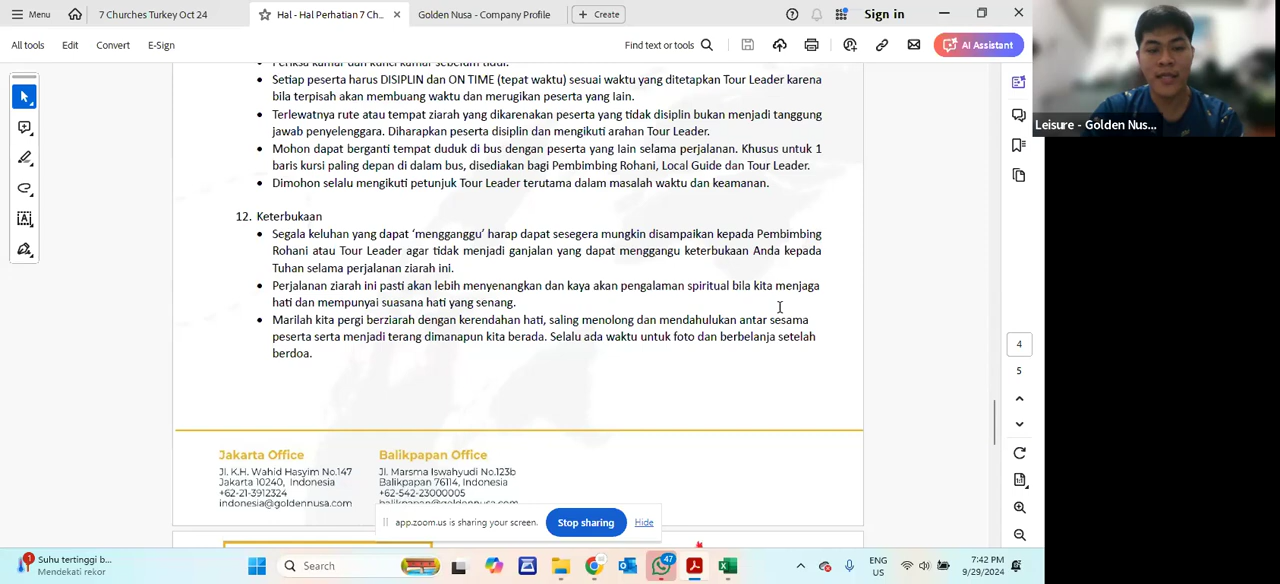 Menu
7 Churches Turkey Oct 24
Hal - Hal Perhatian 7 Ch...
Golden Nusa - Company Profile
Create
Sign in
All tools
Edit
Convert
E-Sign
Find text or tools
AI Assistant
Setiap peserta harus DISIPLIN dan ON TIME (tepat waktu) sesuai waktu yang ditetapkan Tour Leader karena
bila terpisah akan membuang waktu dan merugikan peserta yang lain.
Terlewatnya rute atau tempat ziarah yang dikarenakan peserta yang tidak disiplin bukan menjadi tanggung
jawab penyelenggara. Diharapkan peserta disiplin dan mengikuti arahan Tour Leader.
Mohon dapat berganti tempat duduk di bus dengan peserta yang lain selama perjalanan. Khusus untuk 1
baris kursi paling depan di dalam bus, disediakan bagi Pembimbing Rohani, Local Guide dan Tour Leader.
Dimohon selalu mengikuti petunjuk Tour Leader terutama dalam masalah waktu dan keamanan.
12. Keterbukaan
Segala keluhan yang dapat ‘mengganggu’ harap dapat sesegera mungkin disampaikan kepada Pembimbing
Rohani atau Tour Leader agar tidak menjadi ganjalan yang dapat menggangu keterbukaan Anda kepada
Tuhan selama perjalanan ziarah ini.
Perjalanan ziarah ini pasti akan lebih menyenangkan dan kaya akan pengalaman spiritual bila kita menjaga
hati dan mempunyai suasana hati yang senang.
Marilah kita pergi berziarah dengan kerendahan hati, saling menolong dan mendahulukan antar sesama
peserta serta menjadi terang dimanapun kita berada. Selalu ada waktu untuk foto dan berbelanja setelah
berdoa.
Jakarta Office
Jl. K.H. Wahid Hasyim No.147
Jakarta 10240, Indonesia
+62-21-3912324
indonesia@goldennusa.com
Balikpapan Office
Jl. Marsma Iswahyudi No.123b
Balikpapan 76114, Indonesia
+62-542-23000005
balikpapan@goldennusa.com
app.zoom.us is sharing your screen.
Stop sharing
Hide
4
5
Leisure - Golden Nus...
1
Suhu tertinggi b...
Mendekati rekor
Search
47
ENG
US
7:42 PM
9/29/2024